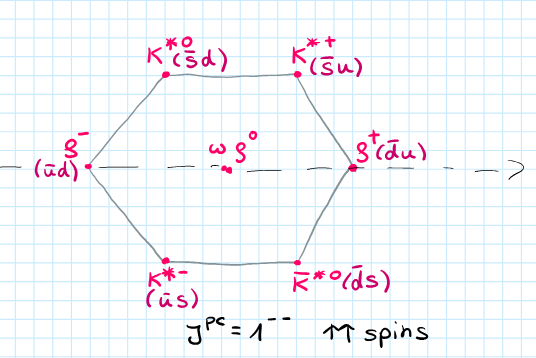 K*⁰ K*⁺
(s̄d) (s̄u)
ρ⁻ ω ρ⁰ ρ⁺(d̄u)
(ūd)
K*⁻ K̄*⁰(d̄s)
(ūs)
Jᴾᶜ = 1⁻⁻ ↑↑ spins